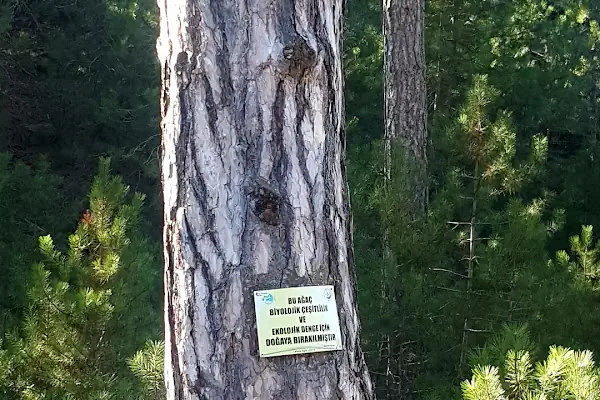 BU AĞAÇ
BİYOLOJİK ÇEŞİTLİLİK
VE
EKOLOJİK DENGE İÇİN
DOĞAYA BIRAKILMIŞTIR